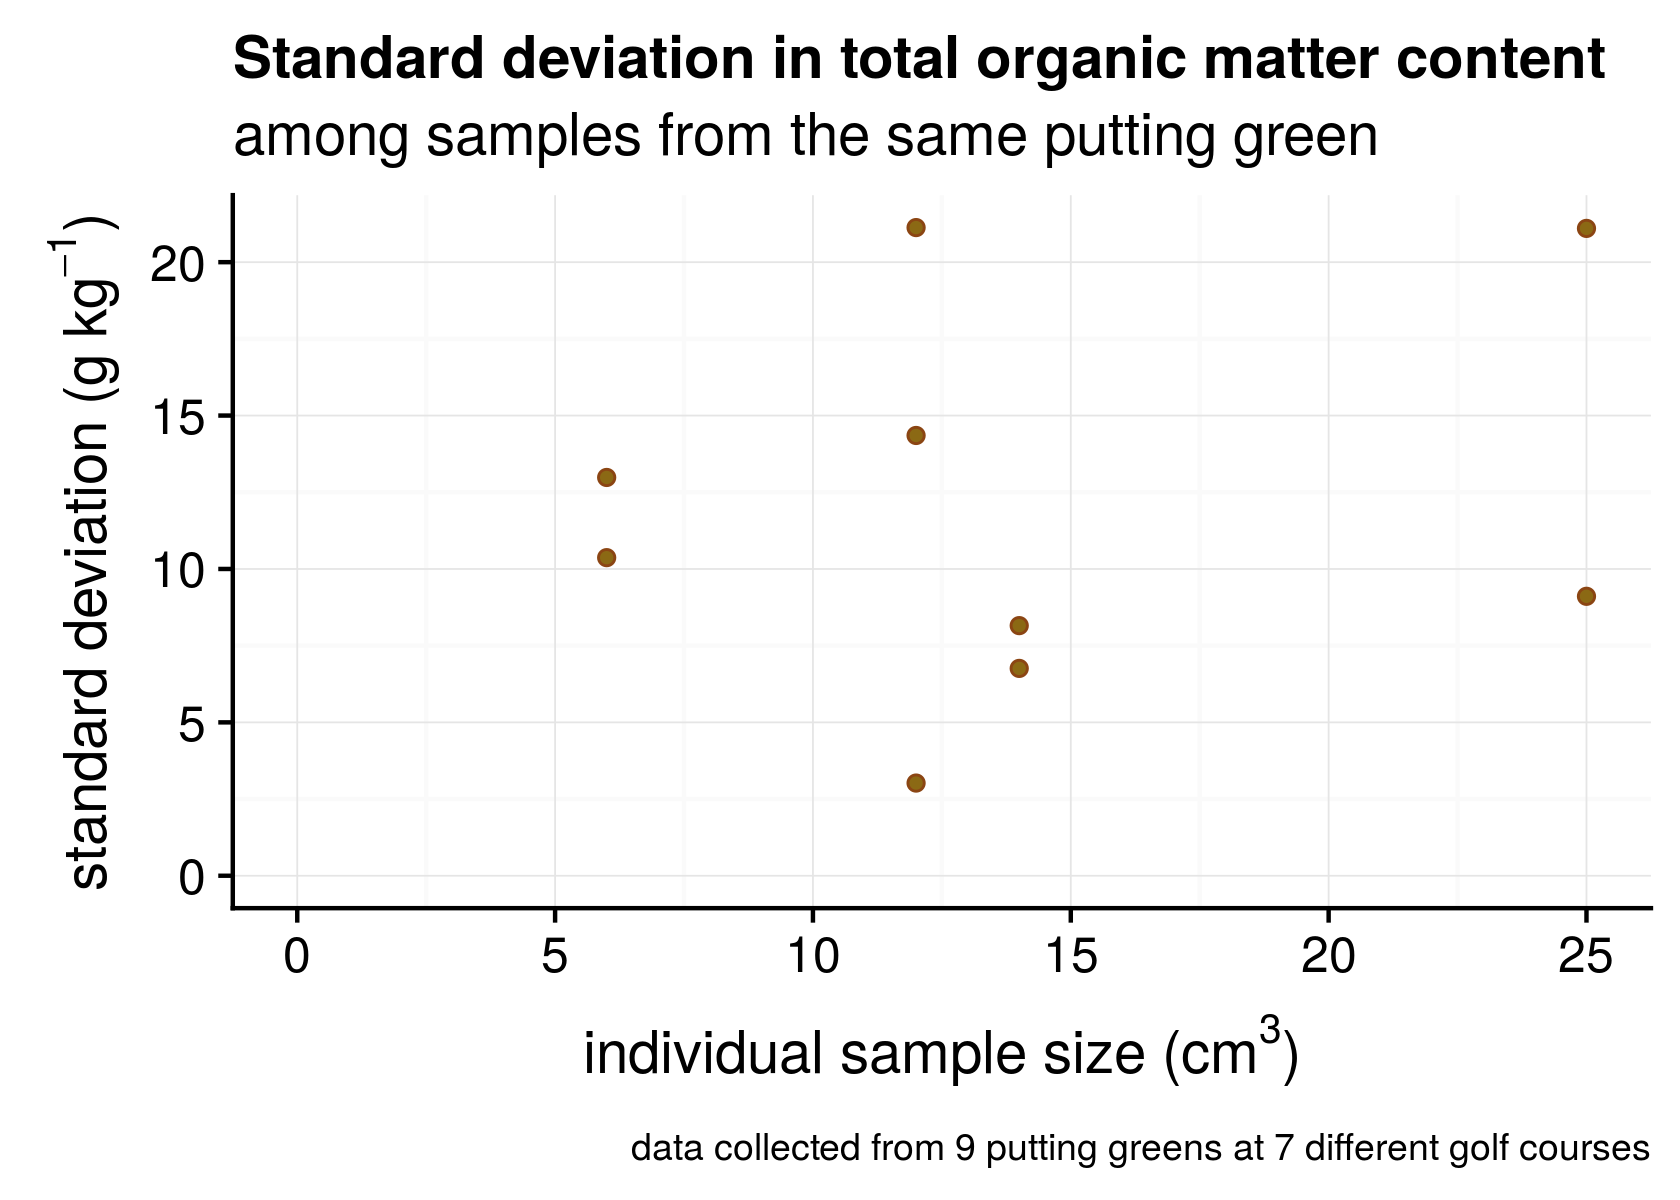 Standard deviation in total organic matter content
among samples from the same putting green
standard deviation (g kg⁻¹)
20
15
10
5
0
0 5 10 15 20 25
individual sample size (cm³)
data collected from 9 putting greens at 7 different golf courses